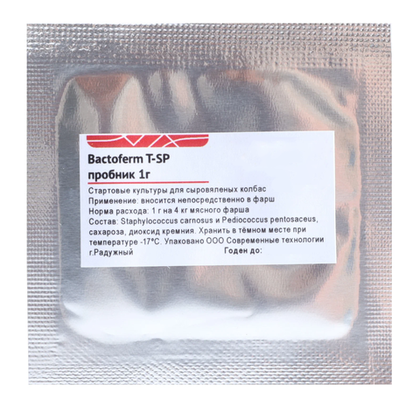 Bactoferm T-SP
пробник 1г
Стартовые культуры для сыровяленых колбас
Применение: вносится непосредственно в фарш
Норма расхода: 1 г на 4 кг мясного фарша
Состав: Staphylococcus carnosus и Pediococcus pentosaceus,
сахароза, диоксид кремния. Хранить в тёмном месте при
температуре -17°C. Упаковано ООО Современные технологии
г.Радужный Годен до: